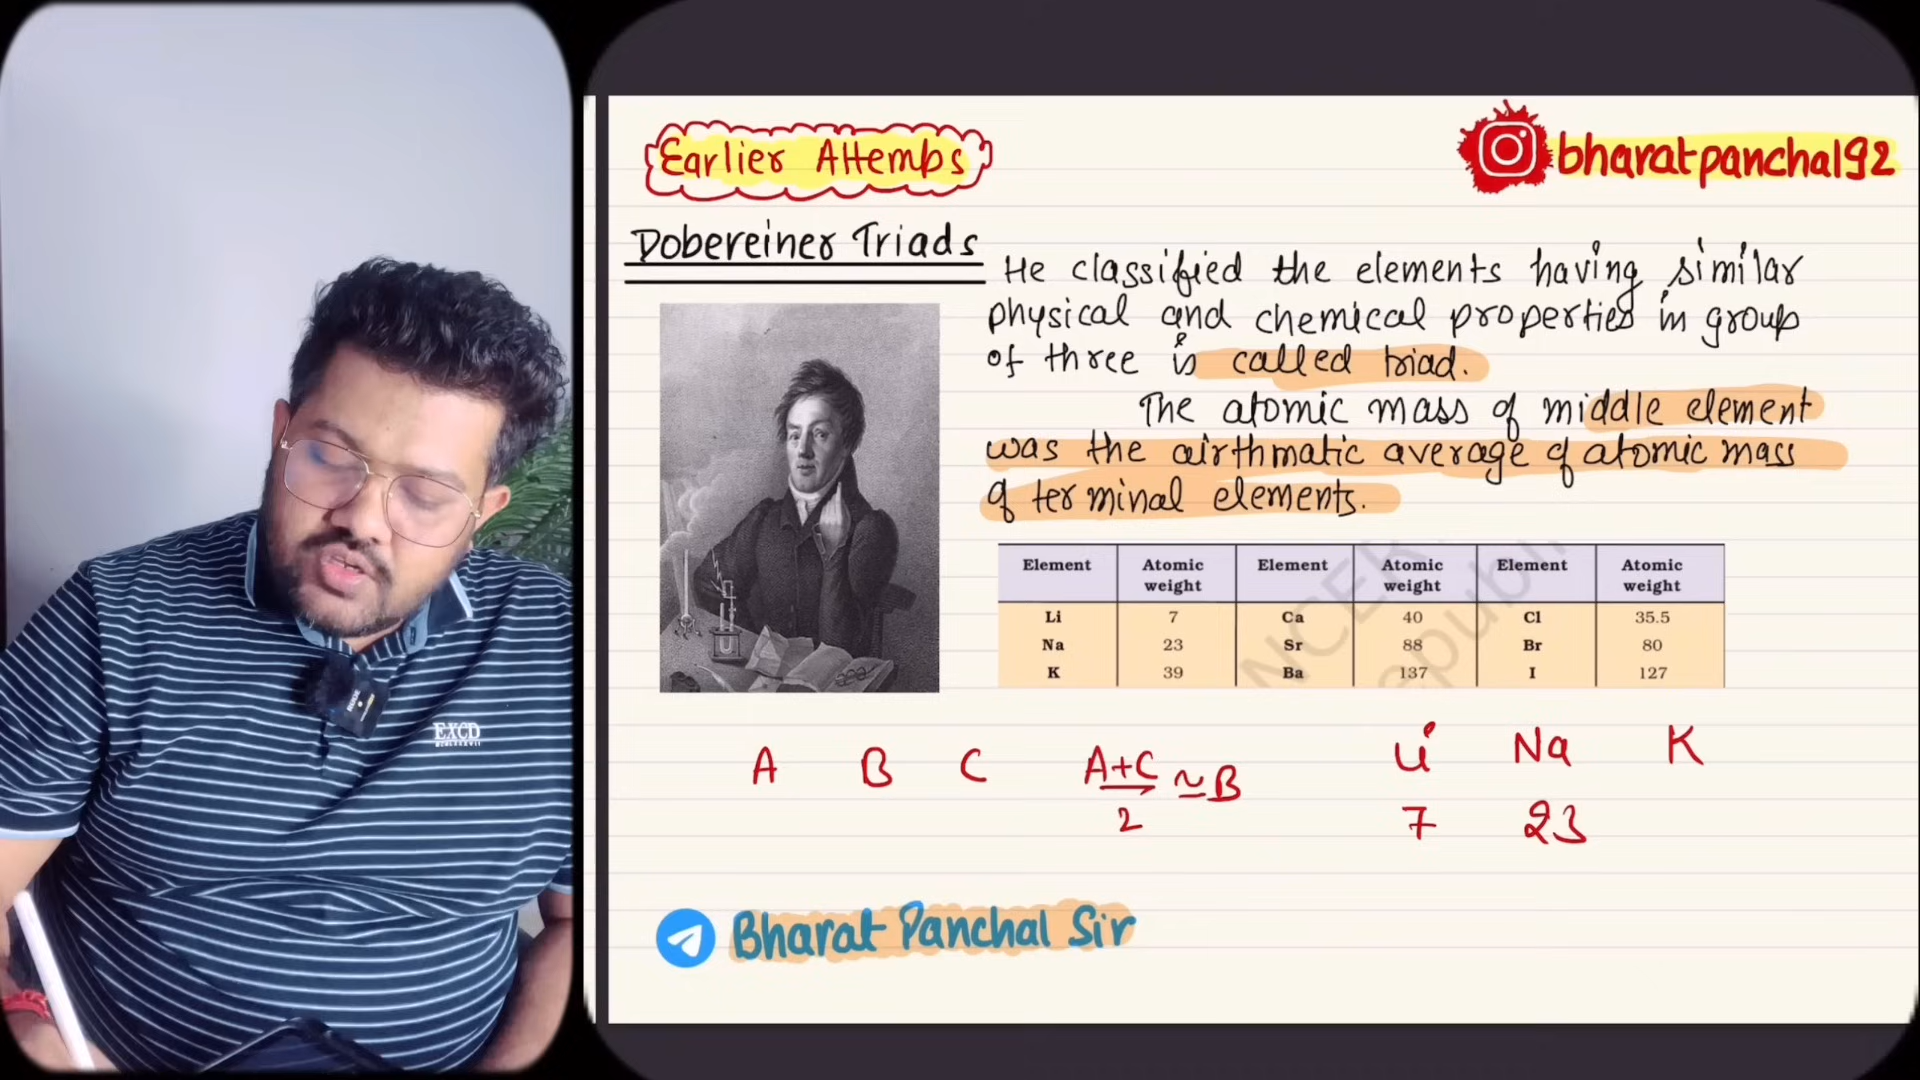 Earlier Attembs
bharatpanchal92
Dobereiner Triads
He classified the elements having similar
physical and chemical properties in group
of three is called triad.
The atomic mass of middle element
was the airthmatic average of atomic mass
of terminal elements.
Element Atomic weight Element Atomic weight Element Atomic weight
Li 7 Ca 40 Cl 35.5
Na 23 Sr 88 Br 80
K 39 Ba 137 I 127
A B C A+C/2 ≃B Li Na K
7 23
Bharat Panchal Sir
EXCD